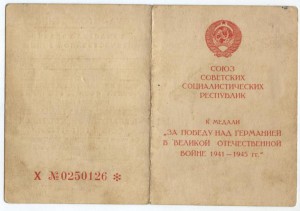 СОЮЗ
СОВЕТСКИХ
СОЦИАЛИСТИЧЕСКИХ
РЕСПУБЛИК
К МЕДАЛИ
„ЗА ПОБЕДУ НАД ГЕРМАНИЕЙ
В ВЕЛИКОЙ ОТЕЧЕСТВЕННОЙ
ВОЙНЕ 1941—1945 гг.“
Х №0250126 *